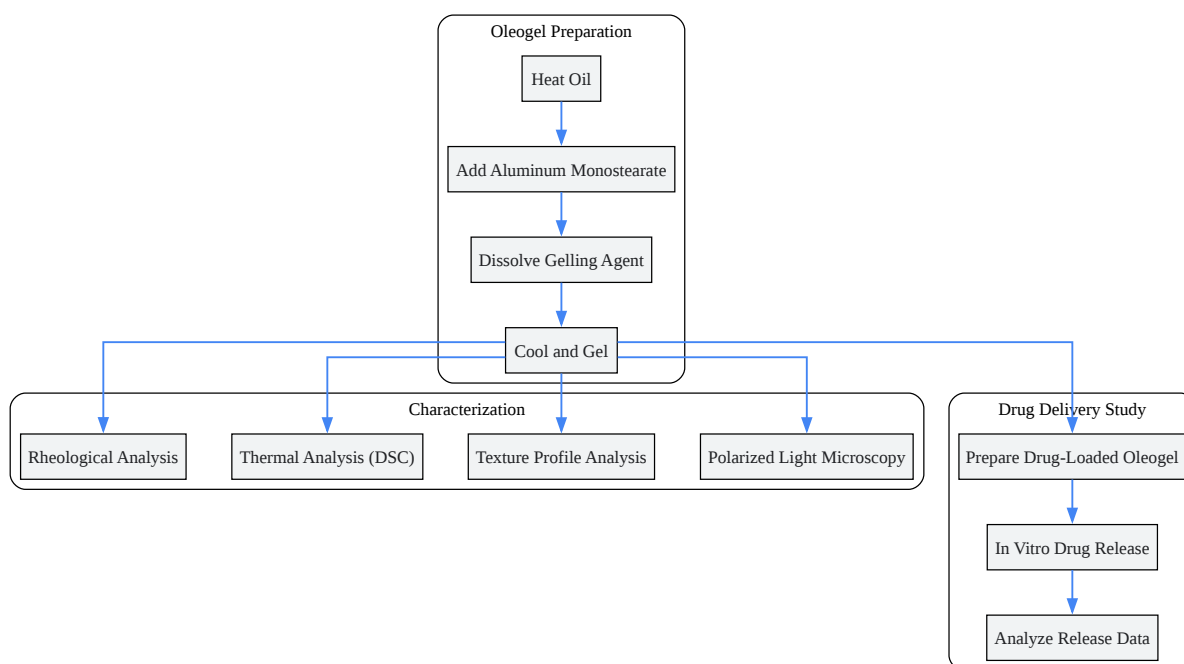 Oleogel Preparation
Heat Oil
Add Aluminum Monostearate
Dissolve Gelling Agent
Cool and Gel
Characterization
Rheological Analysis
Thermal Analysis (DSC)
Texture Profile Analysis
Polarized Light Microscopy
Drug Delivery Study
Prepare Drug-Loaded Oleogel
In Vitro Drug Release
Analyze Release Data